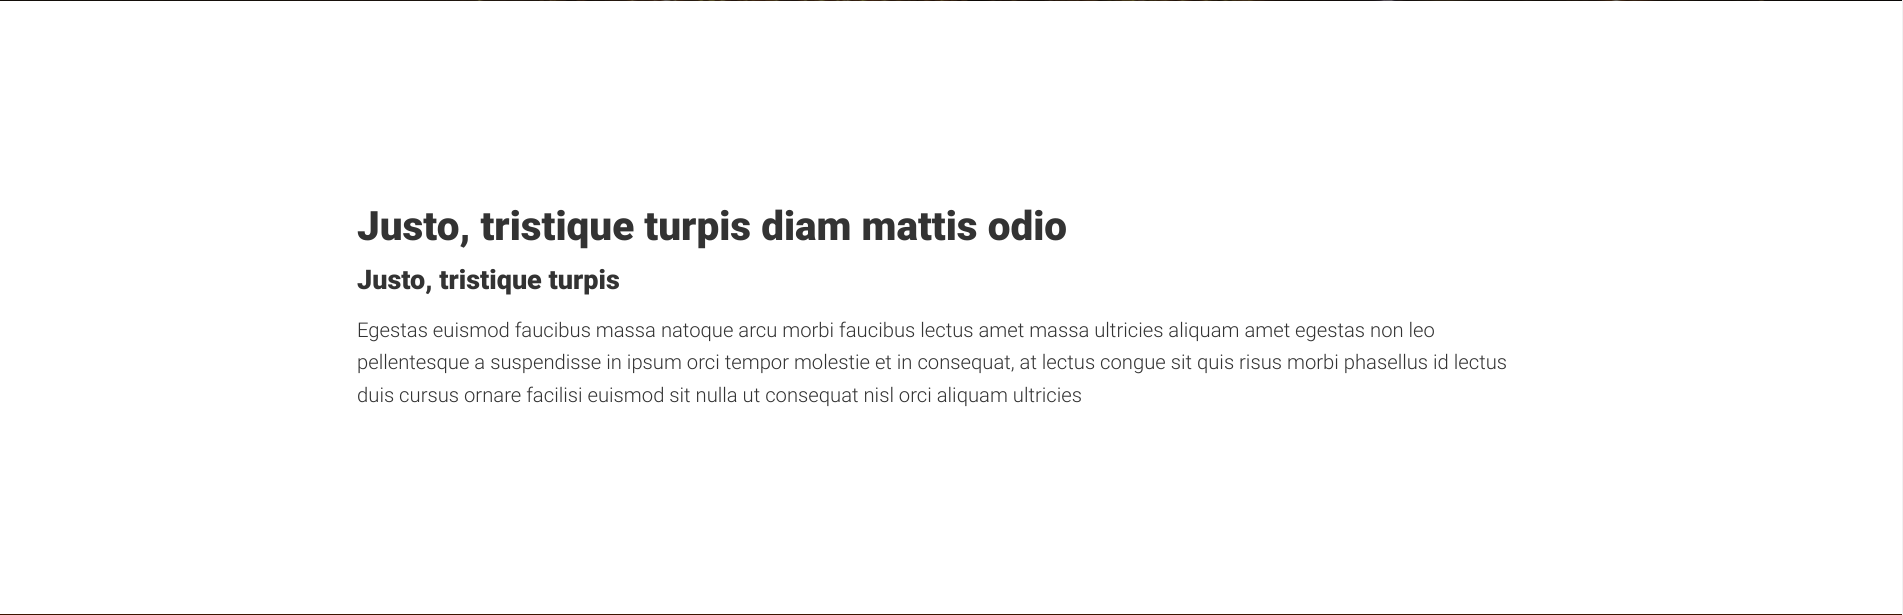 Justo, tristique turpis diam mattis odio
Justo, tristique turpis
Egestas euismod faucibus massa natoque arcu morbi faucibus lectus amet massa ultricies aliquam amet egestas non leo
pellentesque a suspendisse in ipsum orci tempor molestie et in consequat, at lectus congue sit quis risus morbi phasellus id lectus
duis cursus ornare facilisi euismod sit nulla ut consequat nisl orci aliquam ultricies